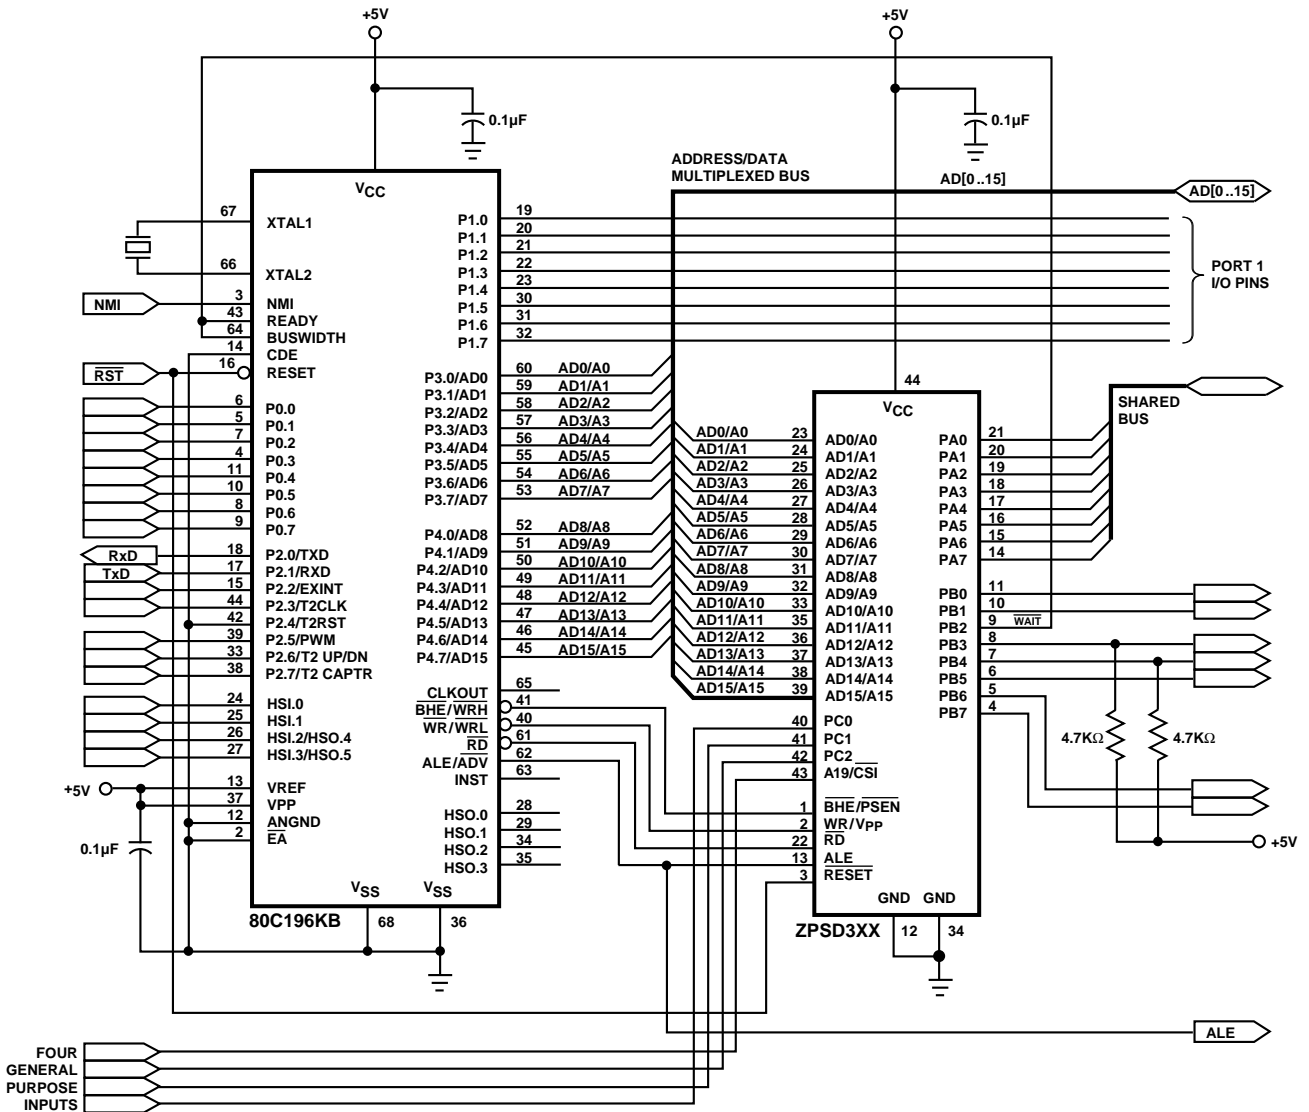 +5V
+5V
0.1µF
0.1µF
ADDRESS/DATA
MULTIPLEXED BUS
AD[0..15]
AD[0..15]
VCC
67 XTAL1
66 XTAL2
NMI 3 NMI
43 READY
64 BUSWIDTH
14 CDE
RST 16 RESET
6 P0.0
5 P0.1
7 P0.2
4 P0.3
11 P0.4
10 P0.5
8 P0.6
9 P0.7
RxD 18 P2.0/TXD
TxD 17 P2.1/RXD
15 P2.2/EXINT
44 P2.3/T2CLK
42 P2.4/T2RST
39 P2.5/PWM
33 P2.6/T2 UP/DN
38 P2.7/T2 CAPTR
24 HSI.0
25 HSI.1
26 HSI.2/HSO.4
27 HSI.3/HSO.5
+5V 13 VREF
37 VPP
12 ANGND
2 EA
0.1µF
P1.0 19
P1.1 20
P1.2 21
P1.3 22
P1.4 23
P1.5 30
P1.6 31
P1.7 32
PORT 1
I/O PINS
P3.0/AD0 60 AD0/A0
P3.1/AD1 59 AD1/A1
P3.2/AD2 58 AD2/A2
P3.3/AD3 57 AD3/A3
P3.4/AD4 56 AD4/A4
P3.5/AD5 55 AD5/A5
P3.6/AD6 54 AD6/A6
P3.7/AD7 53 AD7/A7
P4.0/AD8 52 AD8/A8
P4.1/AD9 51 AD9/A9
P4.2/AD10 50 AD10/A10
P4.3/AD11 49 AD11/A11
P4.4/AD12 48 AD12/A12
P4.5/AD13 47 AD13/A13
P4.6/AD14 46 AD14/A14
P4.7/AD15 45 AD15/A15
CLKOUT 65
BHE/WRH 41
WR/WRL 40
RD 61
ALE/ADV 62
INST 63
HSO.0 28
HSO.1 29
HSO.2 34
HSO.3 35
VSS VSS
80C196KB 68 36
44
VCC
AD0/A0 23 AD0/A0
AD1/A1 24 AD1/A1
AD2/A2 25 AD2/A2
AD3/A3 26 AD3/A3
AD4/A4 27 AD4/A4
AD5/A5 28 AD5/A5
AD6/A6 29 AD6/A6
AD7/A7 30 AD7/A7
AD8/A8 31 AD8/A8
AD9/A9 32 AD9/A9
AD10/A10 33 AD10/A10
AD11/A11 35 AD11/A11
AD12/A12 36 AD12/A12
AD13/A13 37 AD13/A13
AD14/A14 38 AD14/A14
AD15/A15 39 AD15/A15
40 PC0
41 PC1
42 PC2
43 A19/CSI
1 BHE/PSEN
2 WR/VPP
22 RD
13 ALE
3 RESET
PA0 21
PA1 20
PA2 19
PA3 18
PA4 17
PA5 16
PA6 15
PA7 14
SHARED
BUS
PB0 11
PB1 10
PB2 9 WAIT
PB3 8
PB4 7
PB5 6
PB6 5
PB7 4
4.7KΩ 4.7KΩ
+5V
GND GND
ZPSD3XX 12 34
ALE
FOUR
GENERAL
PURPOSE
INPUTS